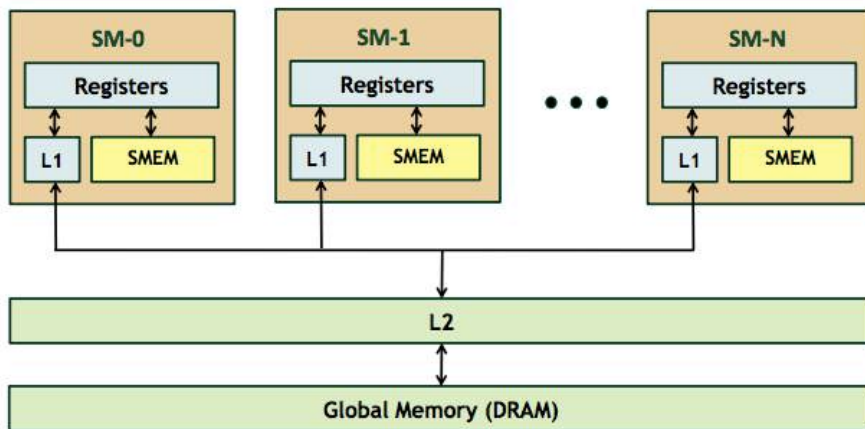 SM-0
Registers
L1
SMEM
SM-1
Registers
L1
SMEM
SM-N
Registers
L1
SMEM
L2
Global Memory (DRAM)